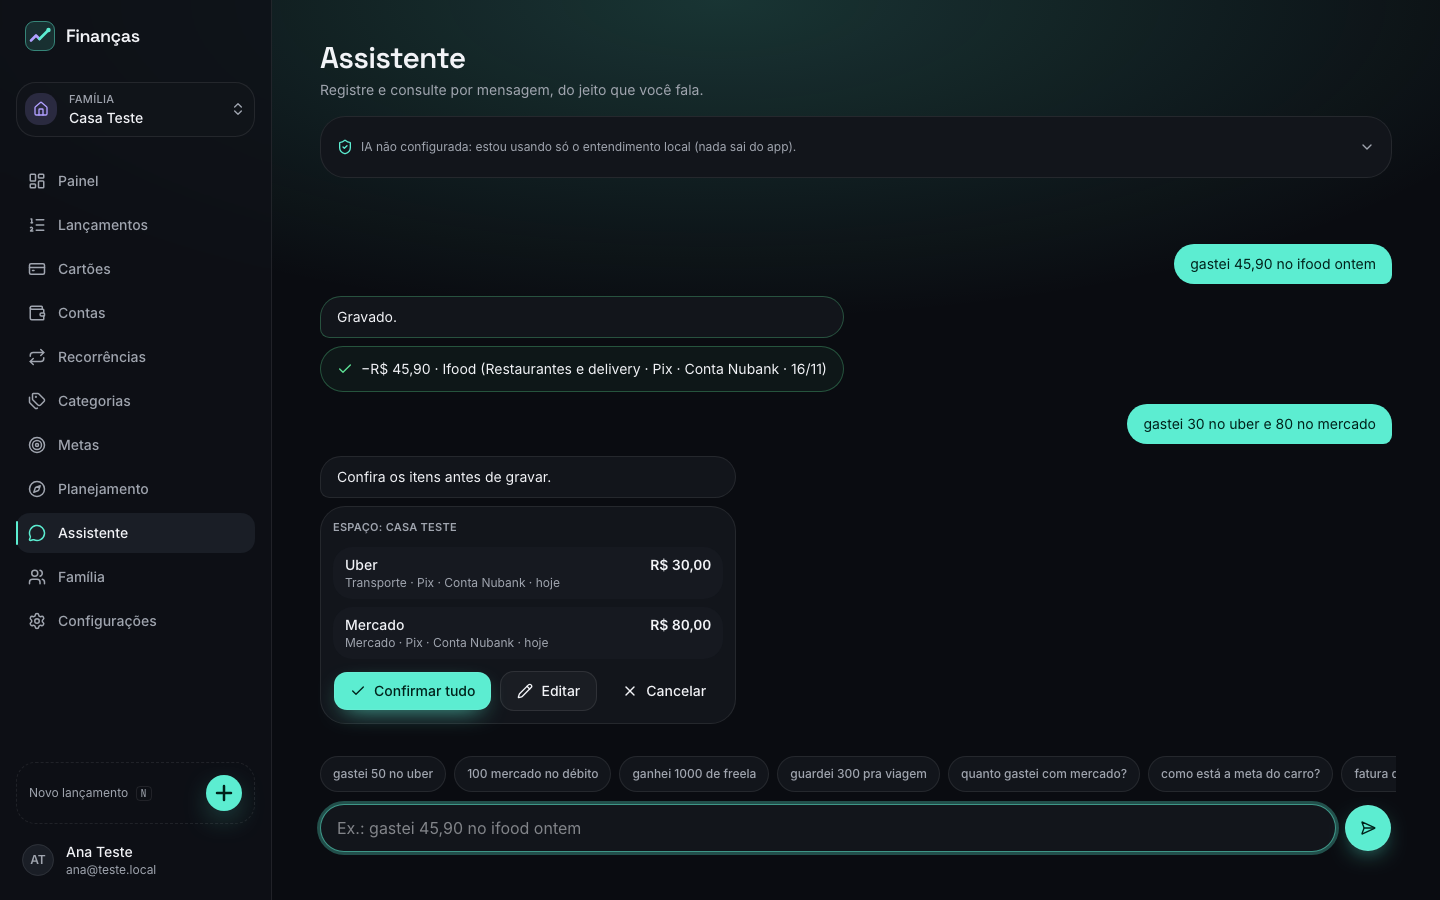 Finanças
FAMÍLIA
Casa Teste
Painel
Lançamentos
Cartões
Contas
Recorrências
Categorias
Metas
Planejamento
Assistente
Família
Configurações
Novo lançamento N
AT
Ana Teste
ana@teste.local
Assistente
Registre e consulte por mensagem, do jeito que você fala.
IA não configurada: estou usando só o entendimento local (nada sai do app).
gastei 45,90 no ifood ontem
Gravado.
−R$ 45,90 · Ifood (Restaurantes e delivery · Pix · Conta Nubank · 16/11)
gastei 30 no uber e 80 no mercado
Confira os itens antes de gravar.
ESPAÇO: CASA TESTE
Uber R$ 30,00
Transporte · Pix · Conta Nubank · hoje
Mercado R$ 80,00
Mercado · Pix · Conta Nubank · hoje
Confirmar tudo Editar Cancelar
gastei 50 no uber 100 mercado no débito ganhei 1000 de freela guardei 300 pra viagem quanto gastei com mercado? como está a meta do carro? fatura
Ex.: gastei 45,90 no ifood ontem